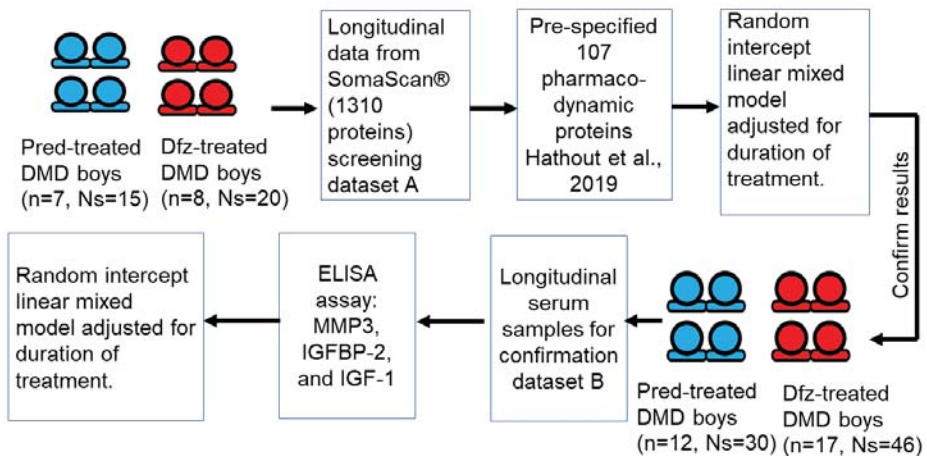 Pred-treated
DMD boys
(n=7, Ns=15)
Dfz-treated
DMD boys
(n=8, Ns=20)
Longitudinal
data from
SomaScan®
(1310
proteins)
screening
dataset A
Pre-specified
107
pharmaco-
dynamic
proteins
Hathout et al.,
2019
Random
intercept
linear mixed
model
adjusted for
duration of
treatment.
Confirm results
Pred-treated
DMD boys
(n=12, Ns=30)
Dfz-treated
DMD boys
(n=17, Ns=46)
Longitudinal
serum
samples for
confirmation
dataset B
ELISA
assay:
MMP3,
IGFBP-2,
and IGF-1
Random intercept
linear mixed
model adjusted for
duration of
treatment.